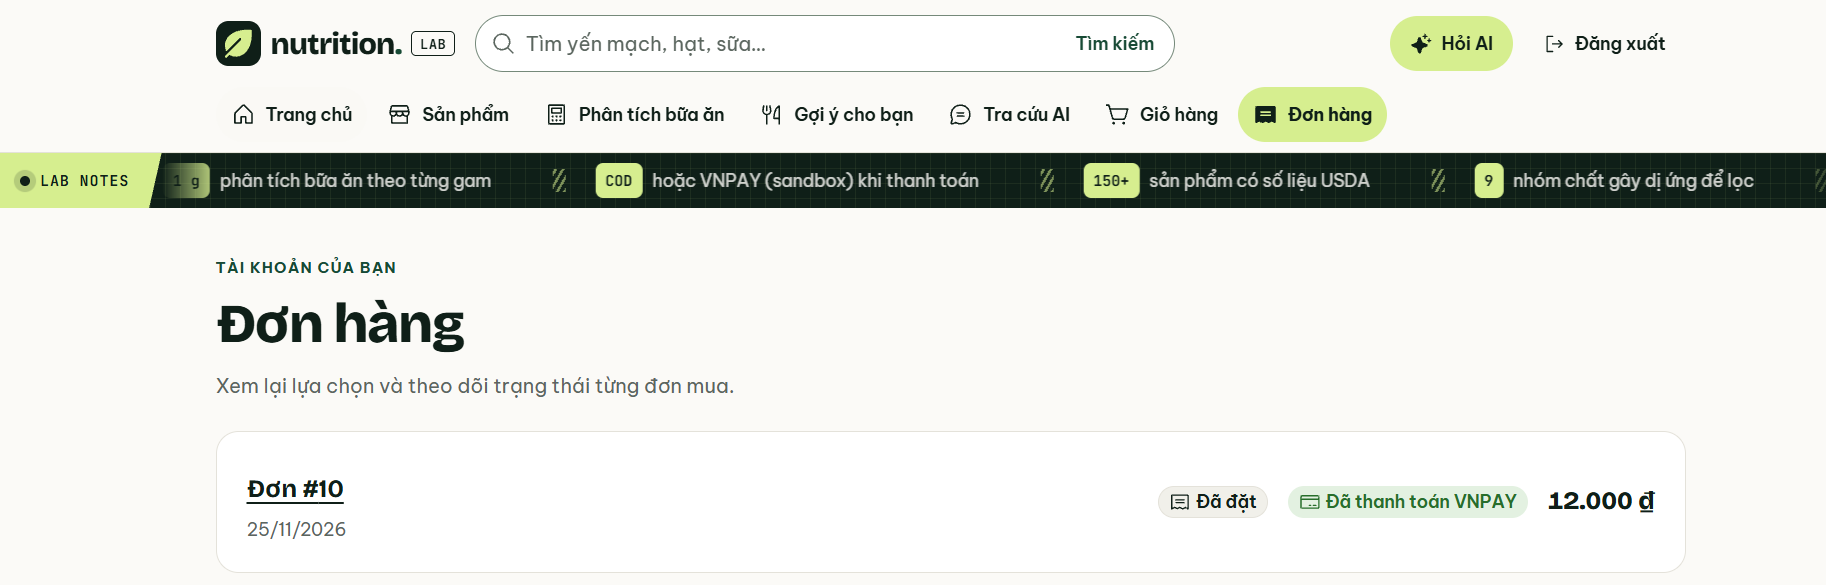 nutrition. LAB
Tìm yến mạch, hạt, sữa...
Tìm kiếm
Hỏi AI
Đăng xuất
Trang chủ
Sản phẩm
Phân tích bữa ăn
Gợi ý cho bạn
Tra cứu AI
Giỏ hàng
Đơn hàng
LAB NOTES
1 g phân tích bữa ăn theo từng gam
COD hoặc VNPAY (sandbox) khi thanh toán
150+ sản phẩm có số liệu USDA
9 nhóm chất gây dị ứng để lọc
TÀI KHOẢN CỦA BẠN
Đơn hàng
Xem lại lựa chọn và theo dõi trạng thái từng đơn mua.
Đơn #10
25/11/2026
Đã đặt
Đã thanh toán VNPAY
12.000 ₫